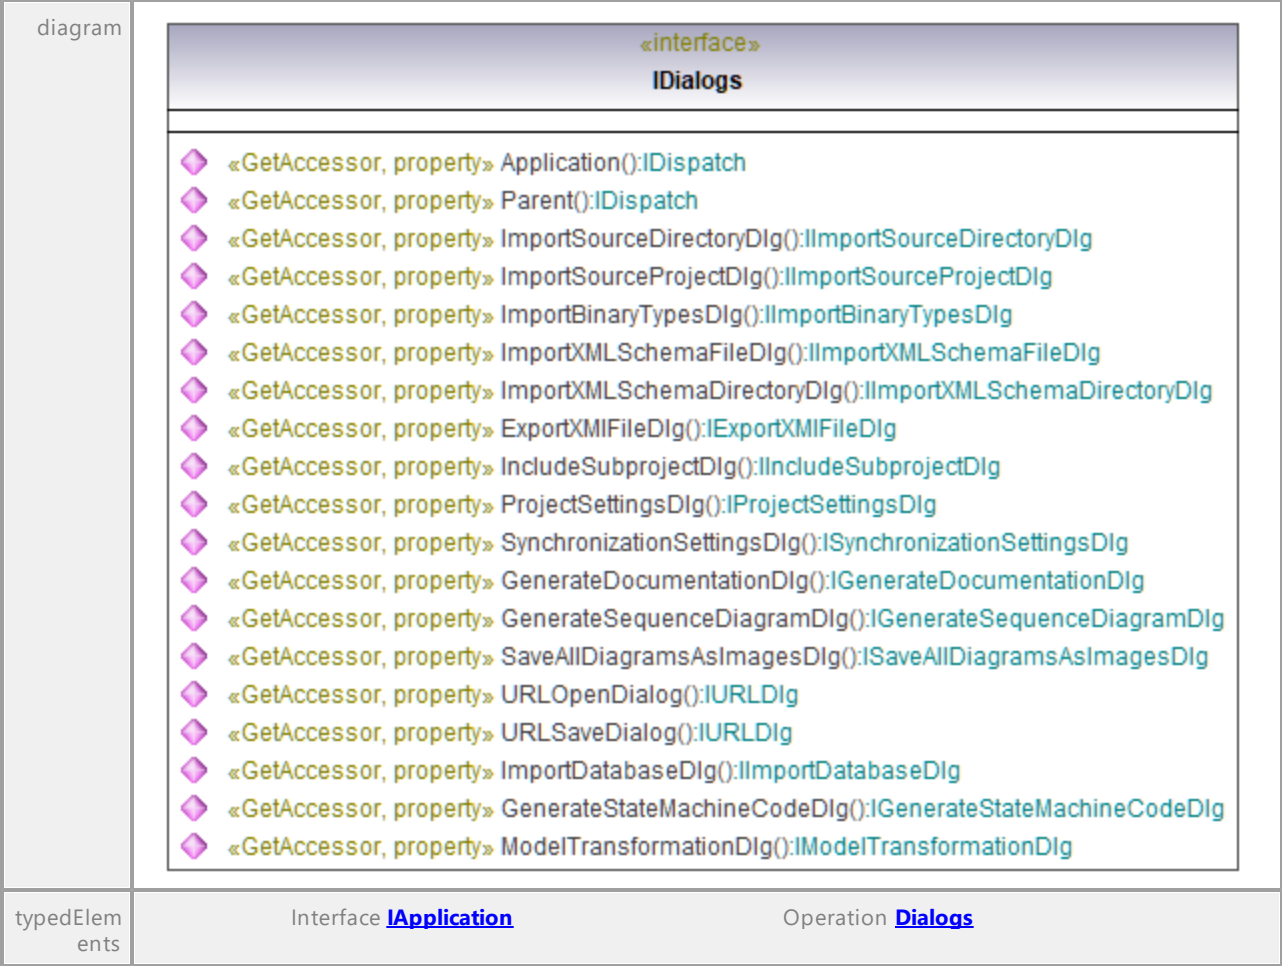 diagram
«interface»
IDialogs
«GetAccessor, property» Application():IDispatch
«GetAccessor, property» Parent():IDispatch
«GetAccessor, property» ImportSourceDirectoryDlg():IImportSourceDirectoryDlg
«GetAccessor, property» ImportSourceProjectDlg():IImportSourceProjectDlg
«GetAccessor, property» ImportBinaryTypesDlg():IImportBinaryTypesDlg
«GetAccessor, property» ImportXMLSchemaFileDlg():IImportXMLSchemaFileDlg
«GetAccessor, property» ImportXMLSchemaDirectoryDlg():IImportXMLSchemaDirectoryDlg
«GetAccessor, property» ExportXMIFileDlg():IExportXMIFileDlg
«GetAccessor, property» IncludeSubprojectDlg():IIncludeSubprojectDlg
«GetAccessor, property» ProjectSettingsDlg():IProjectSettingsDlg
«GetAccessor, property» SynchronizationSettingsDlg():ISynchronizationSettingsDlg
«GetAccessor, property» GenerateDocumentationDlg():IGenerateDocumentationDlg
«GetAccessor, property» GenerateSequenceDiagramDlg():IGenerateSequenceDiagramDlg
«GetAccessor, property» SaveAllDiagramsAsImagesDlg():ISaveAllDiagramsAsImagesDlg
«GetAccessor, property» URLOpenDialog():IURLDlg
«GetAccessor, property» URLSaveDialog():IURLDlg
«GetAccessor, property» ImportDatabaseDlg():IImportDatabaseDlg
«GetAccessor, property» GenerateStateMachineCodeDlg():IGenerateStateMachineCodeDlg
«GetAccessor, property» ModelTransformationDlg():IModelTransformationDlg
typedElem
ents
Interface IApplication
Operation Dialogs